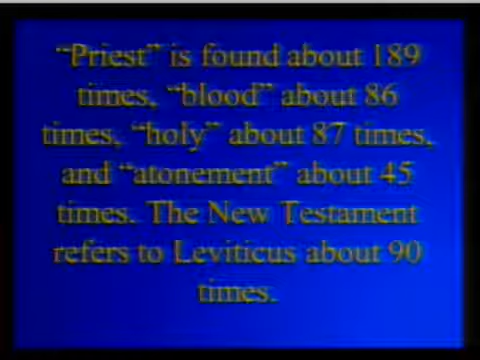 “Priest” is found about 189
times, “blood” about 86
times, “holy” about 87 times,
and “atonement” about 45
times. The New Testament
refers to Leviticus about 90
times.